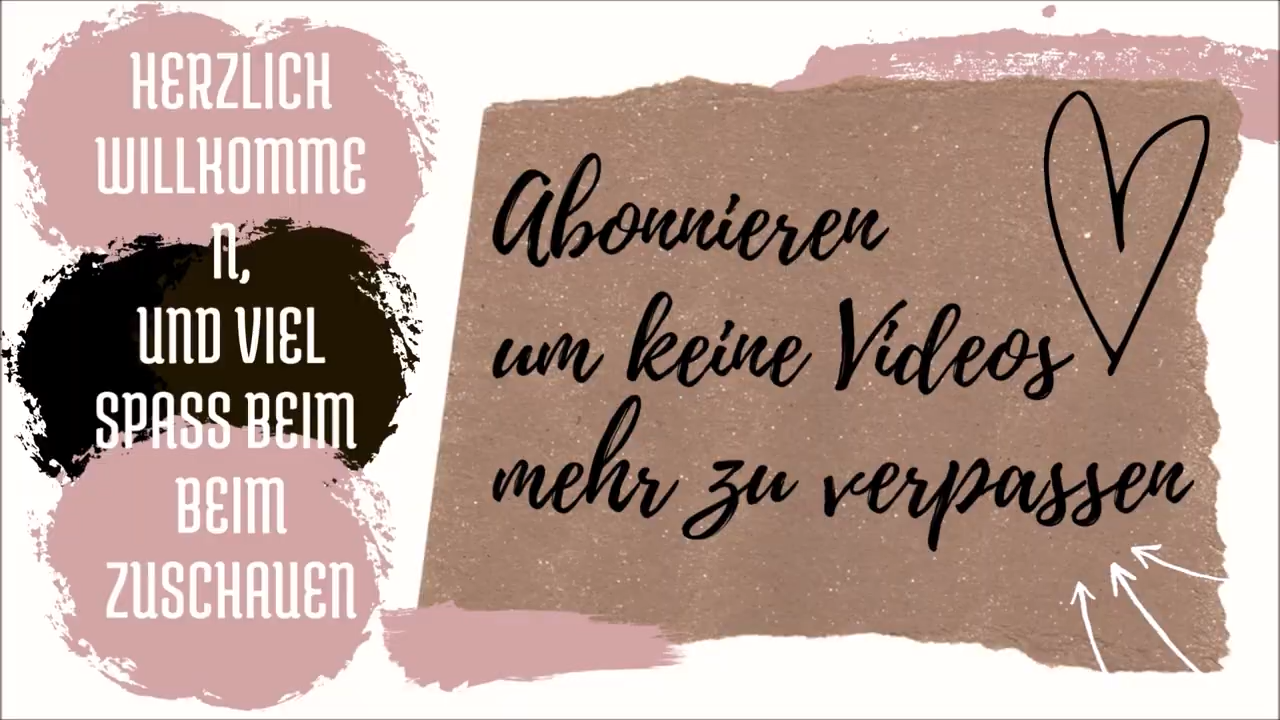 HERZLICH
WILLKOMME
N,
UND VIEL
SPASS BEIM
BEIM
ZUSCHAUEN
Abonnieren
um keine Videos
mehr zu verpassen